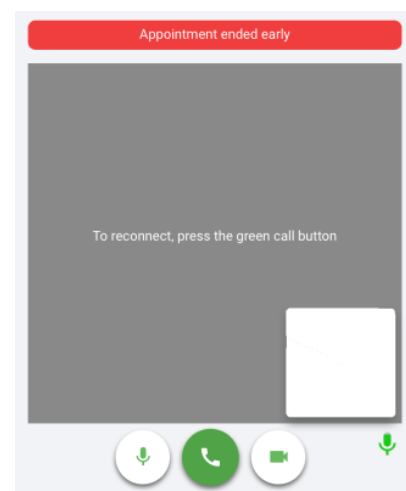 Appointment ended early
To reconnect, press the green call button